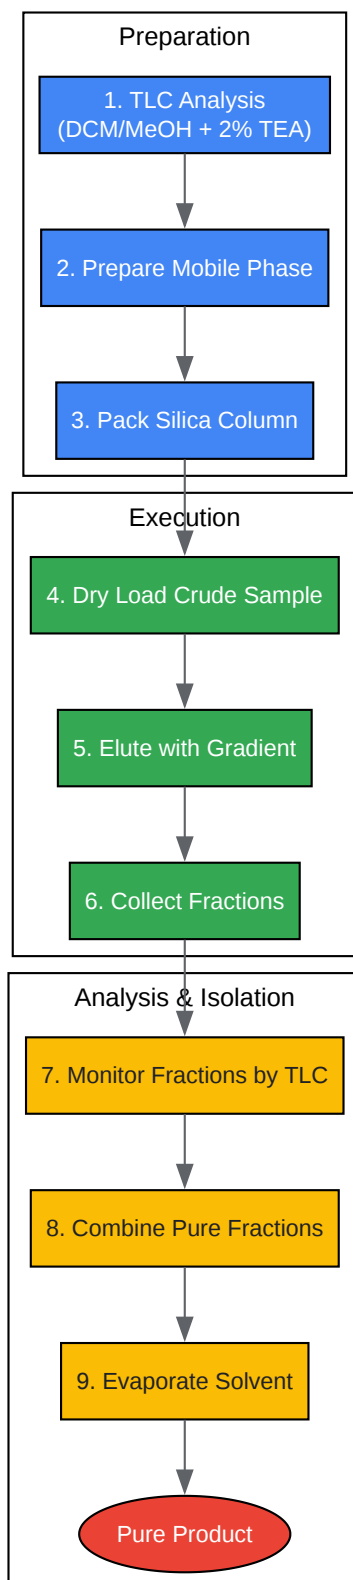 Preparation
1. TLC Analysis
(DCM/MeOH + 2% TEA)
2. Prepare Mobile Phase
3. Pack Silica Column
Execution
4. Dry Load Crude Sample
5. Elute with Gradient
6. Collect Fractions
Analysis & Isolation
7. Monitor Fractions by TLC
8. Combine Pure Fractions
9. Evaporate Solvent
Pure Product